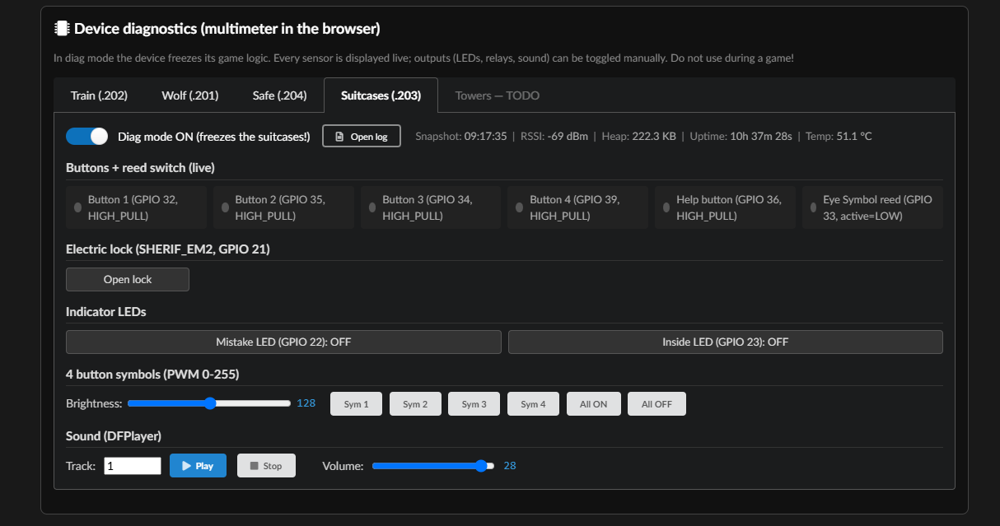 Device diagnostics (multimeter in the browser)
In diag mode the device freezes its game logic. Every sensor is displayed live; outputs (LEDs, relays, sound) can be toggled manually. Do not use during a game!
Train (.202) Wolf (.201) Safe (.204) Suitcases (.203) Towers — TODO
Diag mode ON (freezes the suitcases!) Open log Snapshot: 09:17:35 | RSSI: -69 dBm | Heap: 222.3 KB | Uptime: 10h 37m 28s | Temp: 51.1 °C
Buttons + reed switch (live)
Button 1 (GPIO 32,
HIGH_PULL)
Button 2 (GPIO 35,
HIGH_PULL)
Button 3 (GPIO 34,
HIGH_PULL)
Button 4 (GPIO 39,
HIGH_PULL)
Help button (GPIO 36,
HIGH_PULL)
Eye Symbol reed (GPIO
33, active=LOW)
Electric lock (SHERIF_EM2, GPIO 21)
Open lock
Indicator LEDs
Mistake LED (GPIO 22): OFF Inside LED (GPIO 23): OFF
4 button symbols (PWM 0-255)
Brightness: 128 Sym 1 Sym 2 Sym 3 Sym 4 All ON All OFF
Sound (DFPlayer)
Track: 1 Play Stop Volume: 28